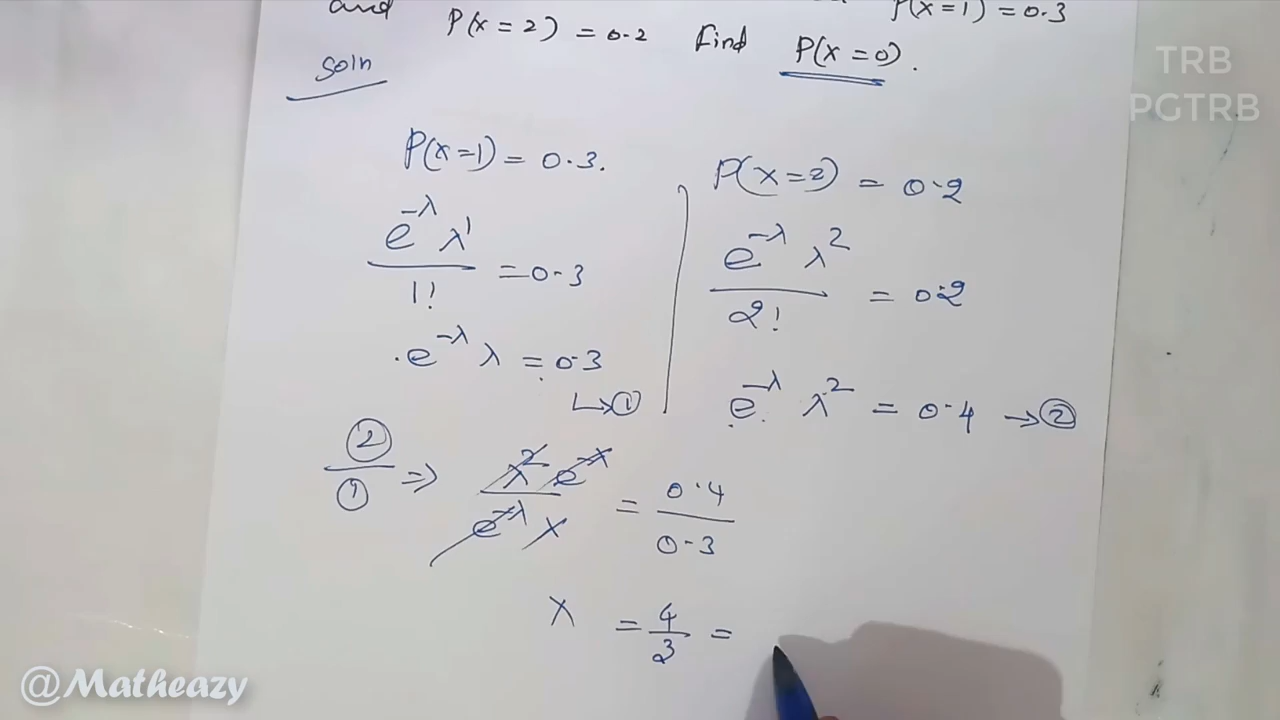 and P(x=1) = 0.3
P(x=2) = 0.2 Find P(x=0).
Soln
P(x=1) = 0.3.
e^-λ λ^1 / 1! = 0.3
.e^-λ λ = 0.3
↳ ①
P(x=2) = 0.2
e^-λ λ^2 / 2! = 0.2
e^-λ λ^2 = 0.4 → ②
② / ① ⇒ λ^2 e^-λ / e^-λ λ = 0.4 / 0.3
λ = 4/3 =
TRB
PGTRB
@Matheazy